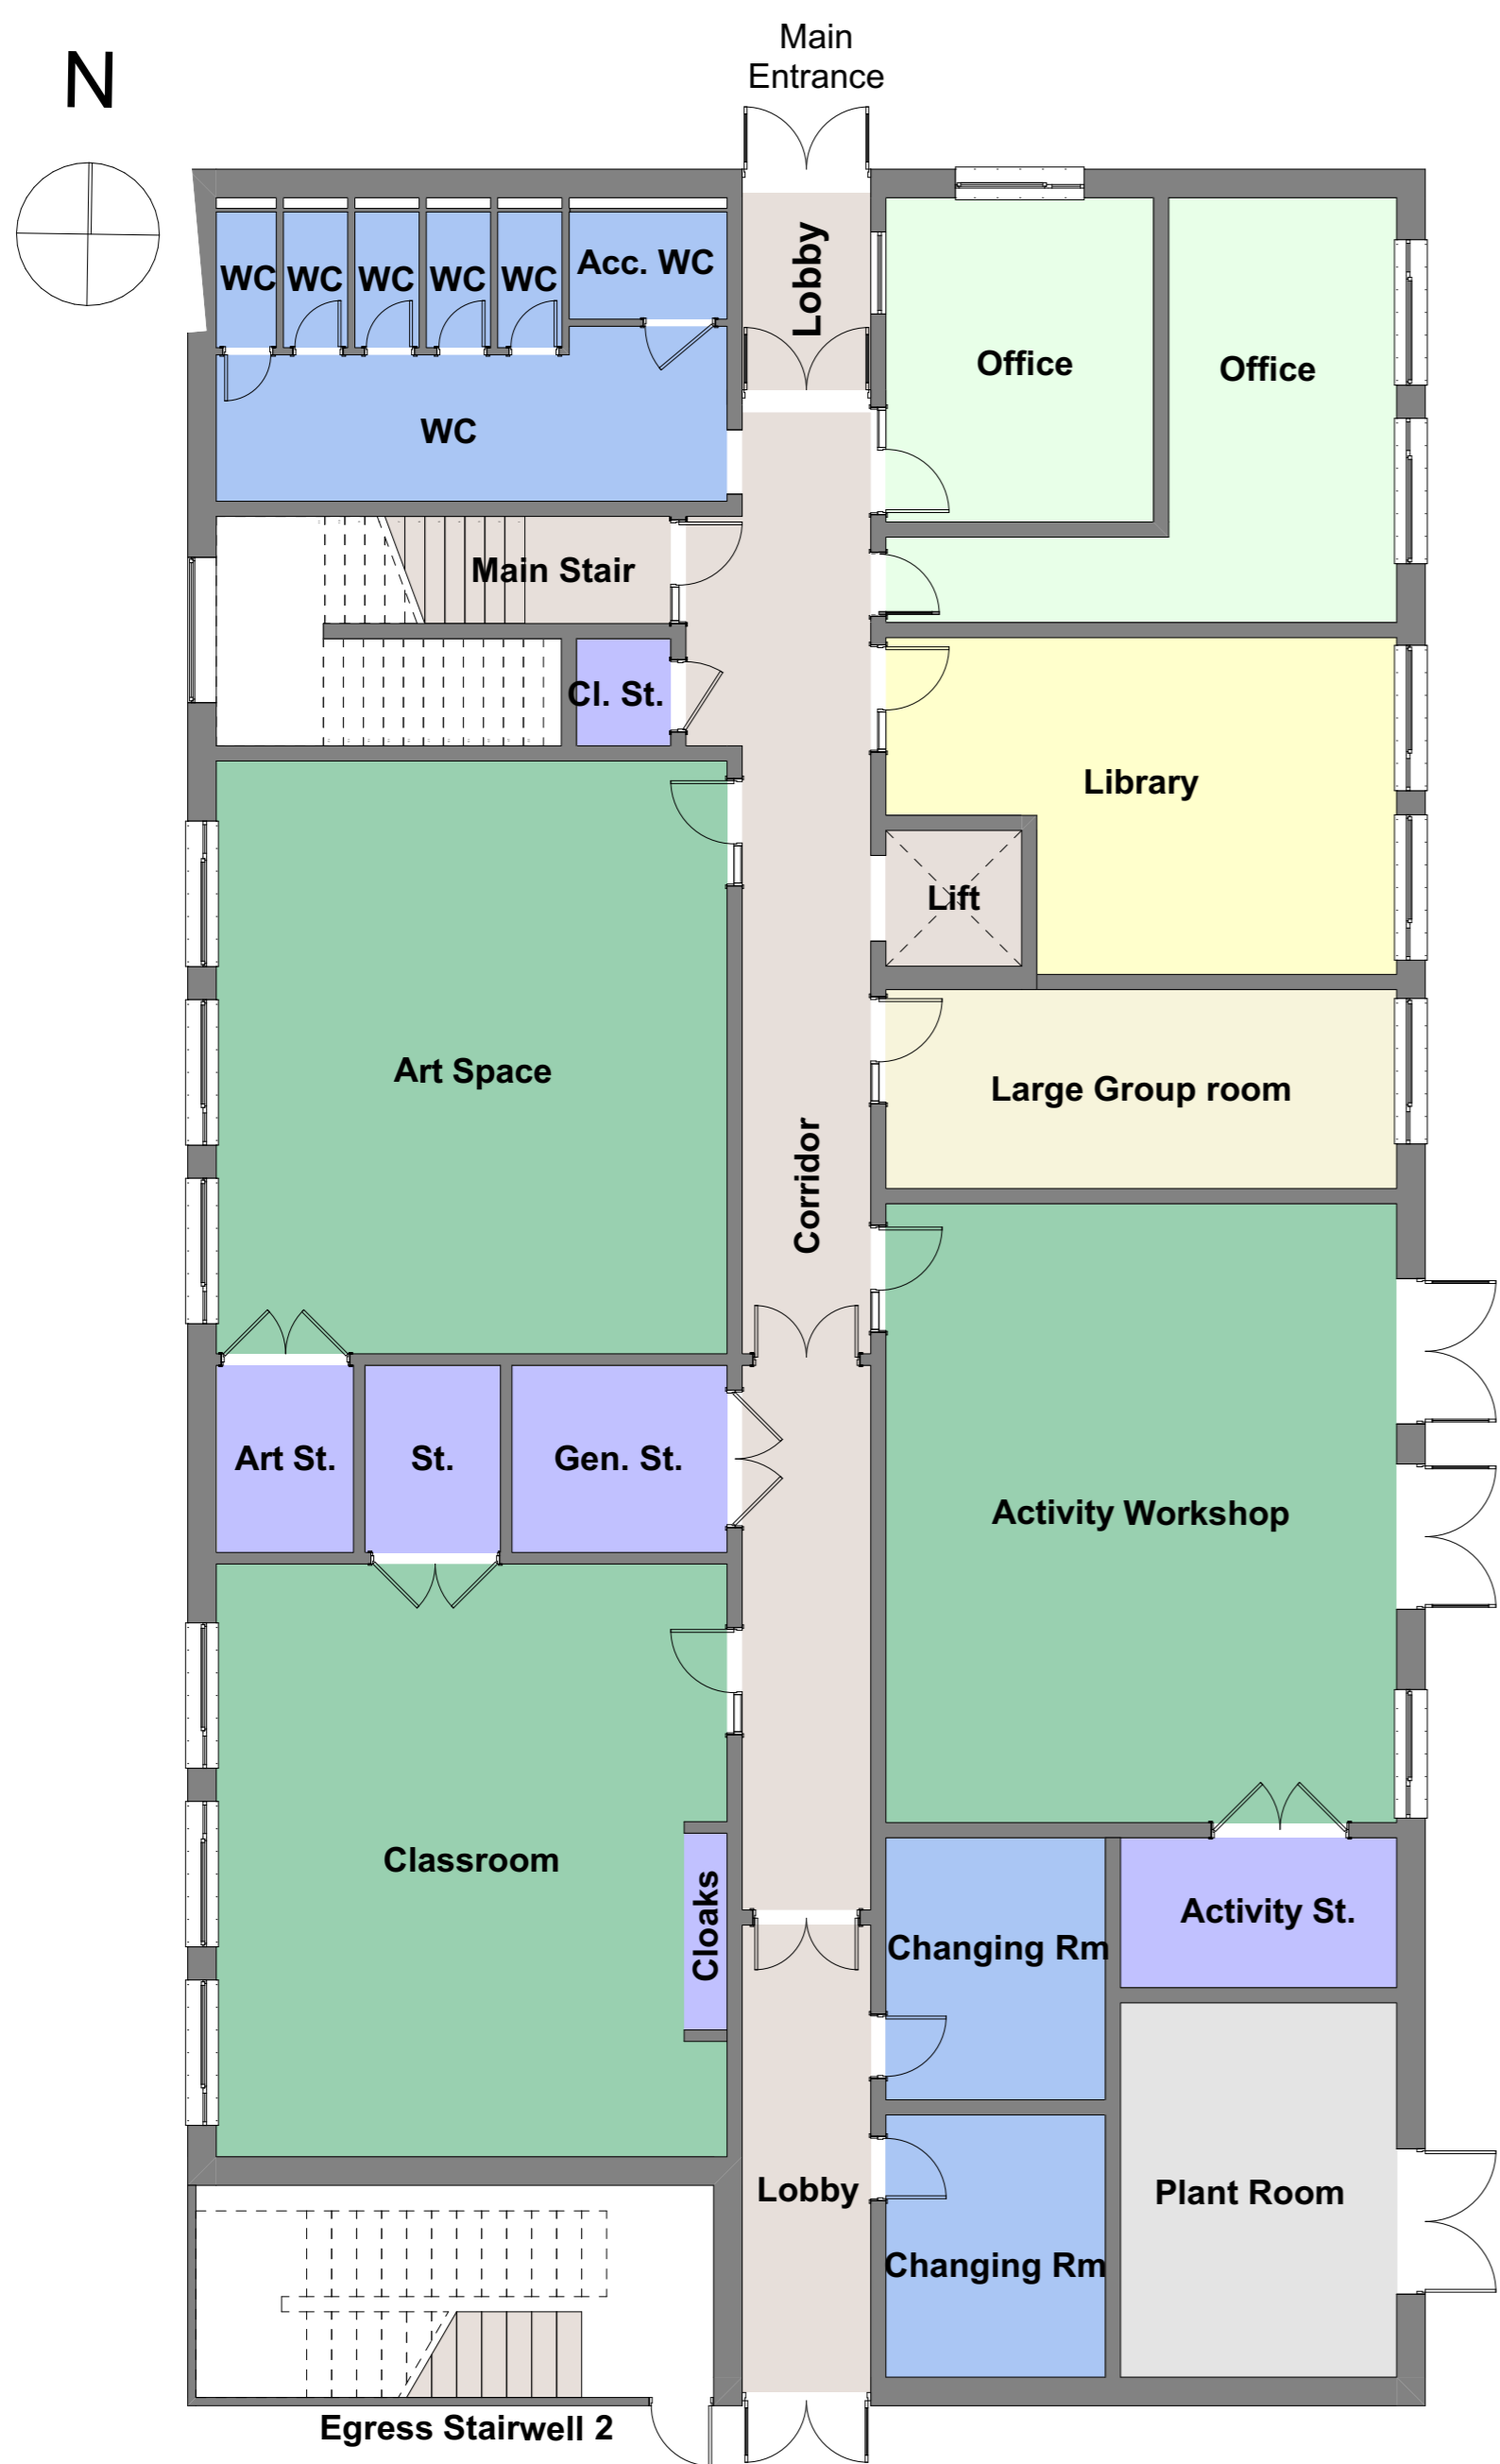 N
Main
Entrance
WC
WC
WC
WC
WC
Acc. WC
Lobby
Office
Office
WC
Main Stair
Cl. St.
Library
Lift
Art Space
Large Group room
Corridor
Art St.
St.
Gen. St.
Activity Workshop
Classroom
Cloaks
Changing Rm
Activity St.
Lobby
Plant Room
Changing Rm
Egress Stairwell 2